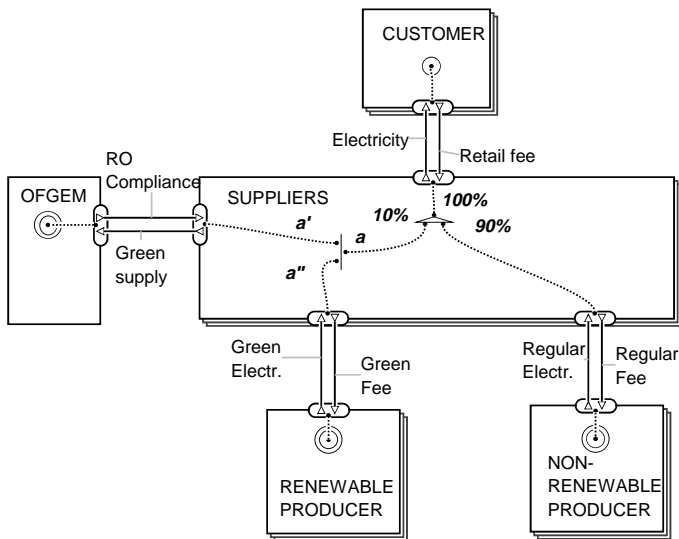 CUSTOMER
Electricity
Retail fee
RO
Compliance
OFGEM
SUPPLIERS
100%
10%
90%
a'
a
a"
Green
supply
Green
Electr.
Green
Fee
Regular
Electr.
Regular
Fee
RENEWABLE
PRODUCER
NON-
RENEWABLE
PRODUCER